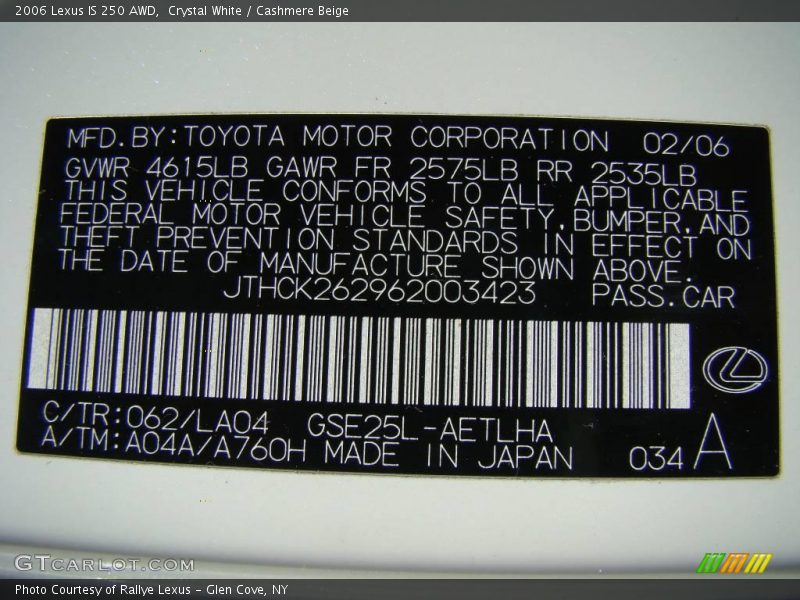 2006 Lexus IS 250 AWD,  Crystal White / Cashmere Beige
MFD.BY:TOYOTA MOTOR CORPORATION 02/06
GVWR 4615LB GAWR FR 2575LB RR 2535LB
THIS VEHICLE CONFORMS TO ALL APPLICABLE
FEDERAL MOTOR VEHICLE SAFETY,BUMPER,AND
THEFT PREVENTION STANDARDS IN EFFECT ON
THE DATE OF MANUFACTURE SHOWN ABOVE.
JTHCK262962003423 PASS.CAR
C/TR:062/LA04 GSE25L-AETLHA
A/TM:A04A/A760H MADE IN JAPAN 034 A
GTCARLOT.COM
Photo Courtesy of Rallye Lexus - Glen Cove, NY